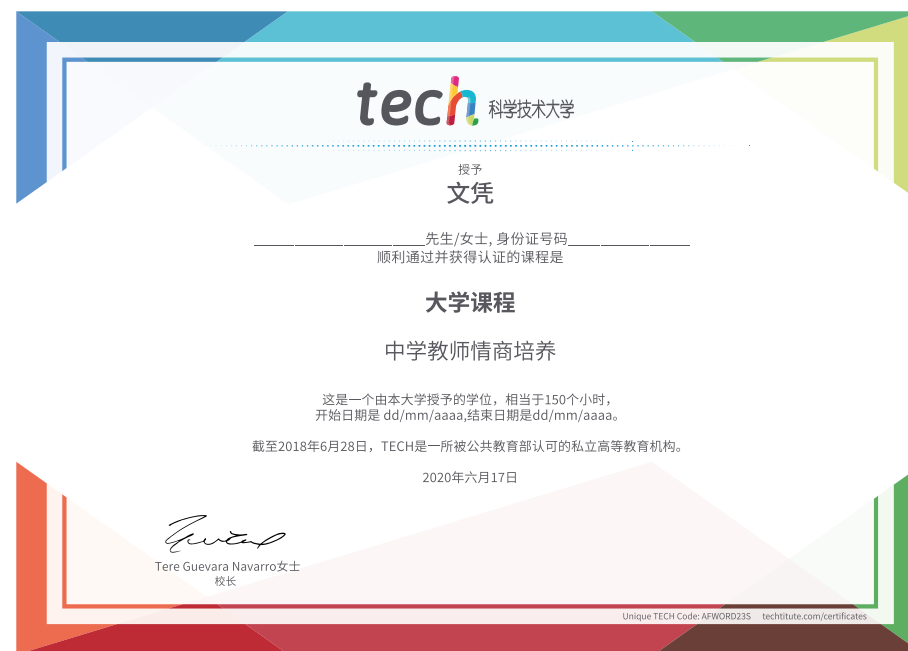 tech 科学技术大学
授予
文凭
____________________先生/女士, 身份证号码_______________
顺利通过并获得认证的课程是
大学课程
中学教师情商培养
这是一个由本大学授予的学位，相当于150个小时，
开始日期是 dd/mm/aaaa,结束日期是dd/mm/aaaa。
截至2018年6月28日，TECH是一所被公共教育部认可的私立高等教育机构。
2020年六月17日
Tere Guevara Navarro女士
校长
Unique TECH Code: AFWORD23S techtitute.com/certificates